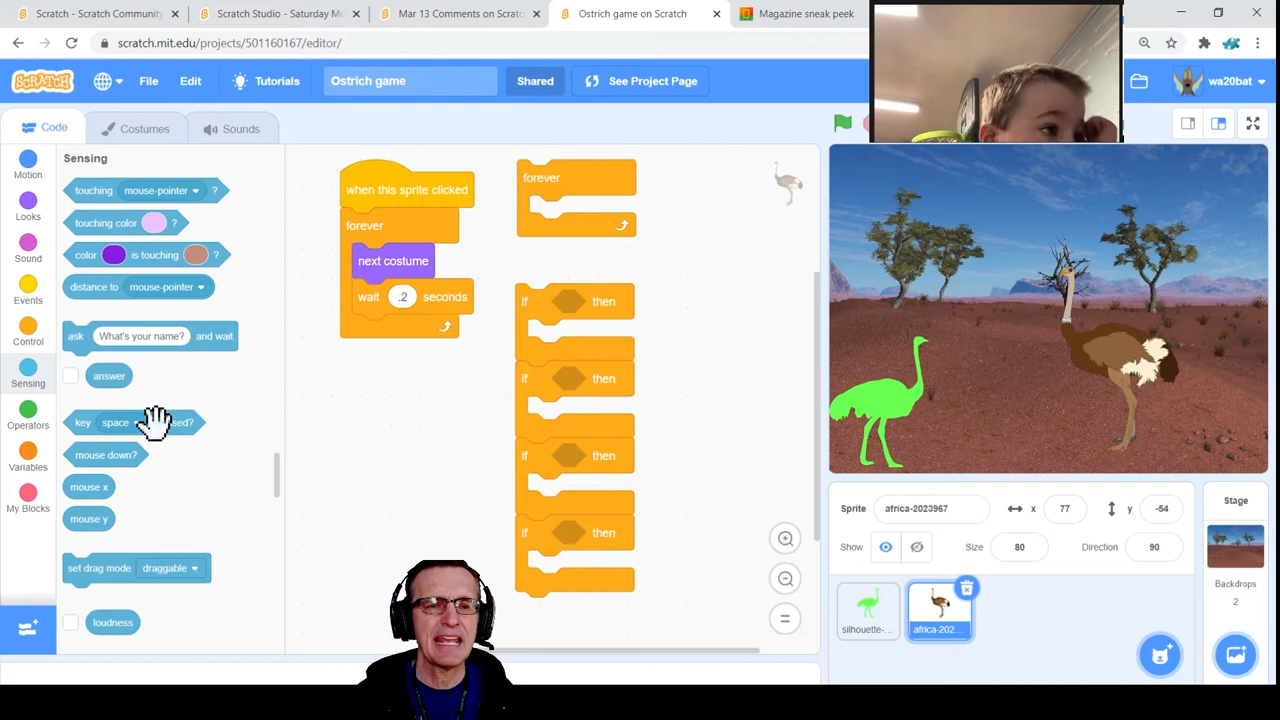 Scratch - Scratch Community
Scratch Studio - Saturday Mo
Mar 13 Comments on Scratch
Ostrich game on Scratch
Magazine sneak peek
scratch.mit.edu/projects/501160167/editor/
SCRATCH
File
Edit
Tutorials
Ostrich game
Shared
See Project Page
wa20bat
Code
Costumes
Sounds
Motion
Looks
Sound
Events
Control
Sensing
Operators
Variables
My Blocks
Sensing
touching mouse-pointer ?
touching color ?
color is touching ?
distance to mouse-pointer
ask What's your name? and wait
answer
key space sed?
mouse down?
mouse x
mouse y
set drag mode draggable
loudness
when this sprite clicked
forever
next costume
wait .2 seconds
forever
if then
if then
if then
if then
Sprite africa-2023967 x 77 y -54
Show Size 80 Direction 90
silhouette-...
africa-202...
Stage
Backdrops
2